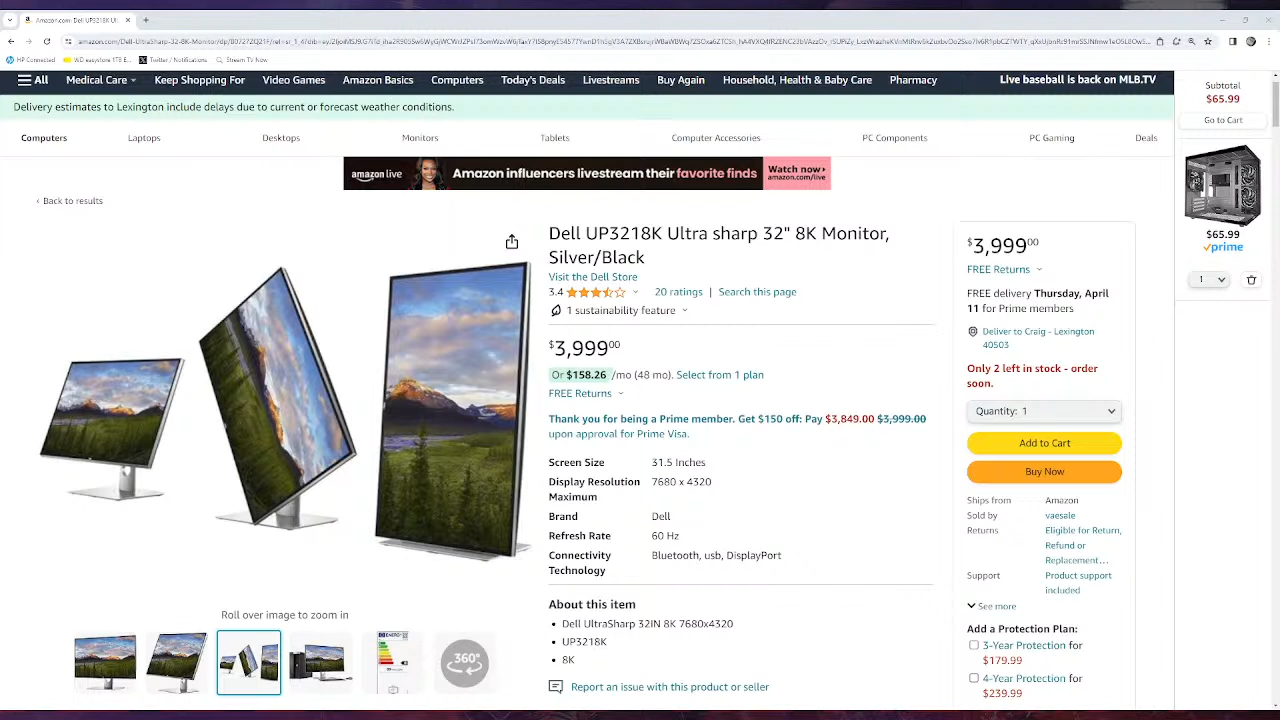 Amazon.com: Dell UP3218K Ul
HP Connected
WD easystore 1TB E...
Twitter / Notifications
Stream TV Now
All
Medical Care
Keep Shopping For
Video Games
Amazon Basics
Computers
Today's Deals
Livestreams
Buy Again
Household, Health & Baby Care
Pharmacy
Live baseball is back on MLB.TV
Delivery estimates to Lexington include delays due to current or forecast weather conditions.
Computers
Laptops
Desktops
Monitors
Tablets
Computer Accessories
PC Components
PC Gaming
Deals
amazon live
Amazon influencers livestream their favorite finds
Watch now
amazon.com/live
‹ Back to results
Dell UP3218K Ultra sharp 32" 8K Monitor,
Silver/Black
Visit the Dell Store
3.4
20 ratings | Search this page
1 sustainability feature
$3,999.00
Or $158.26 /mo (48 mo). Select from 1 plan
FREE Returns
Thank you for being a Prime member. Get $150 off: Pay $3,849.00 $3,999.00
upon approval for Prime Visa.
Screen Size 31.5 Inches
Display Resolution 7680 x 4320
Maximum
Brand Dell
Refresh Rate 60 Hz
Connectivity Bluetooth, usb, DisplayPort
Technology
About this item
• Dell UltraSharp 32IN 8K 7680x4320
• UP3218K
• 8K
Report an issue with this product or seller
Roll over image to zoom in
ENERG
360°
$3,999.00
FREE Returns
FREE delivery Thursday, April
11 for Prime members
Deliver to Craig - Lexington
40503
Only 2 left in stock - order
soon.
Quantity: 1
Add to Cart
Buy Now
Ships from Amazon
Sold by vaesale
Returns Eligible for Return,
Refund or
Replacement...
Support Product support
included
See more
Add a Protection Plan:
3-Year Protection for
$179.99
4-Year Protection for
$239.99
Subtotal
$65.99
Go to Cart
$65.99
prime
1